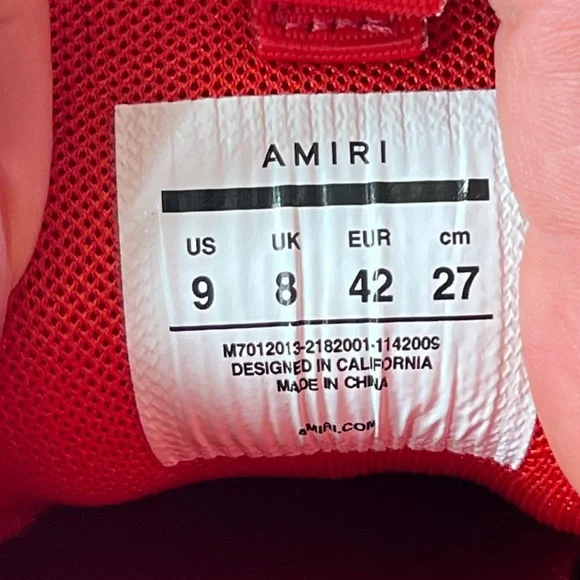 AMIRI
US UK EUR cm
9 8 42 27
M7012013-2182001-1142009
DESIGNED IN CALIFORNIA
MADE IN CHINA
AMIRI.COM